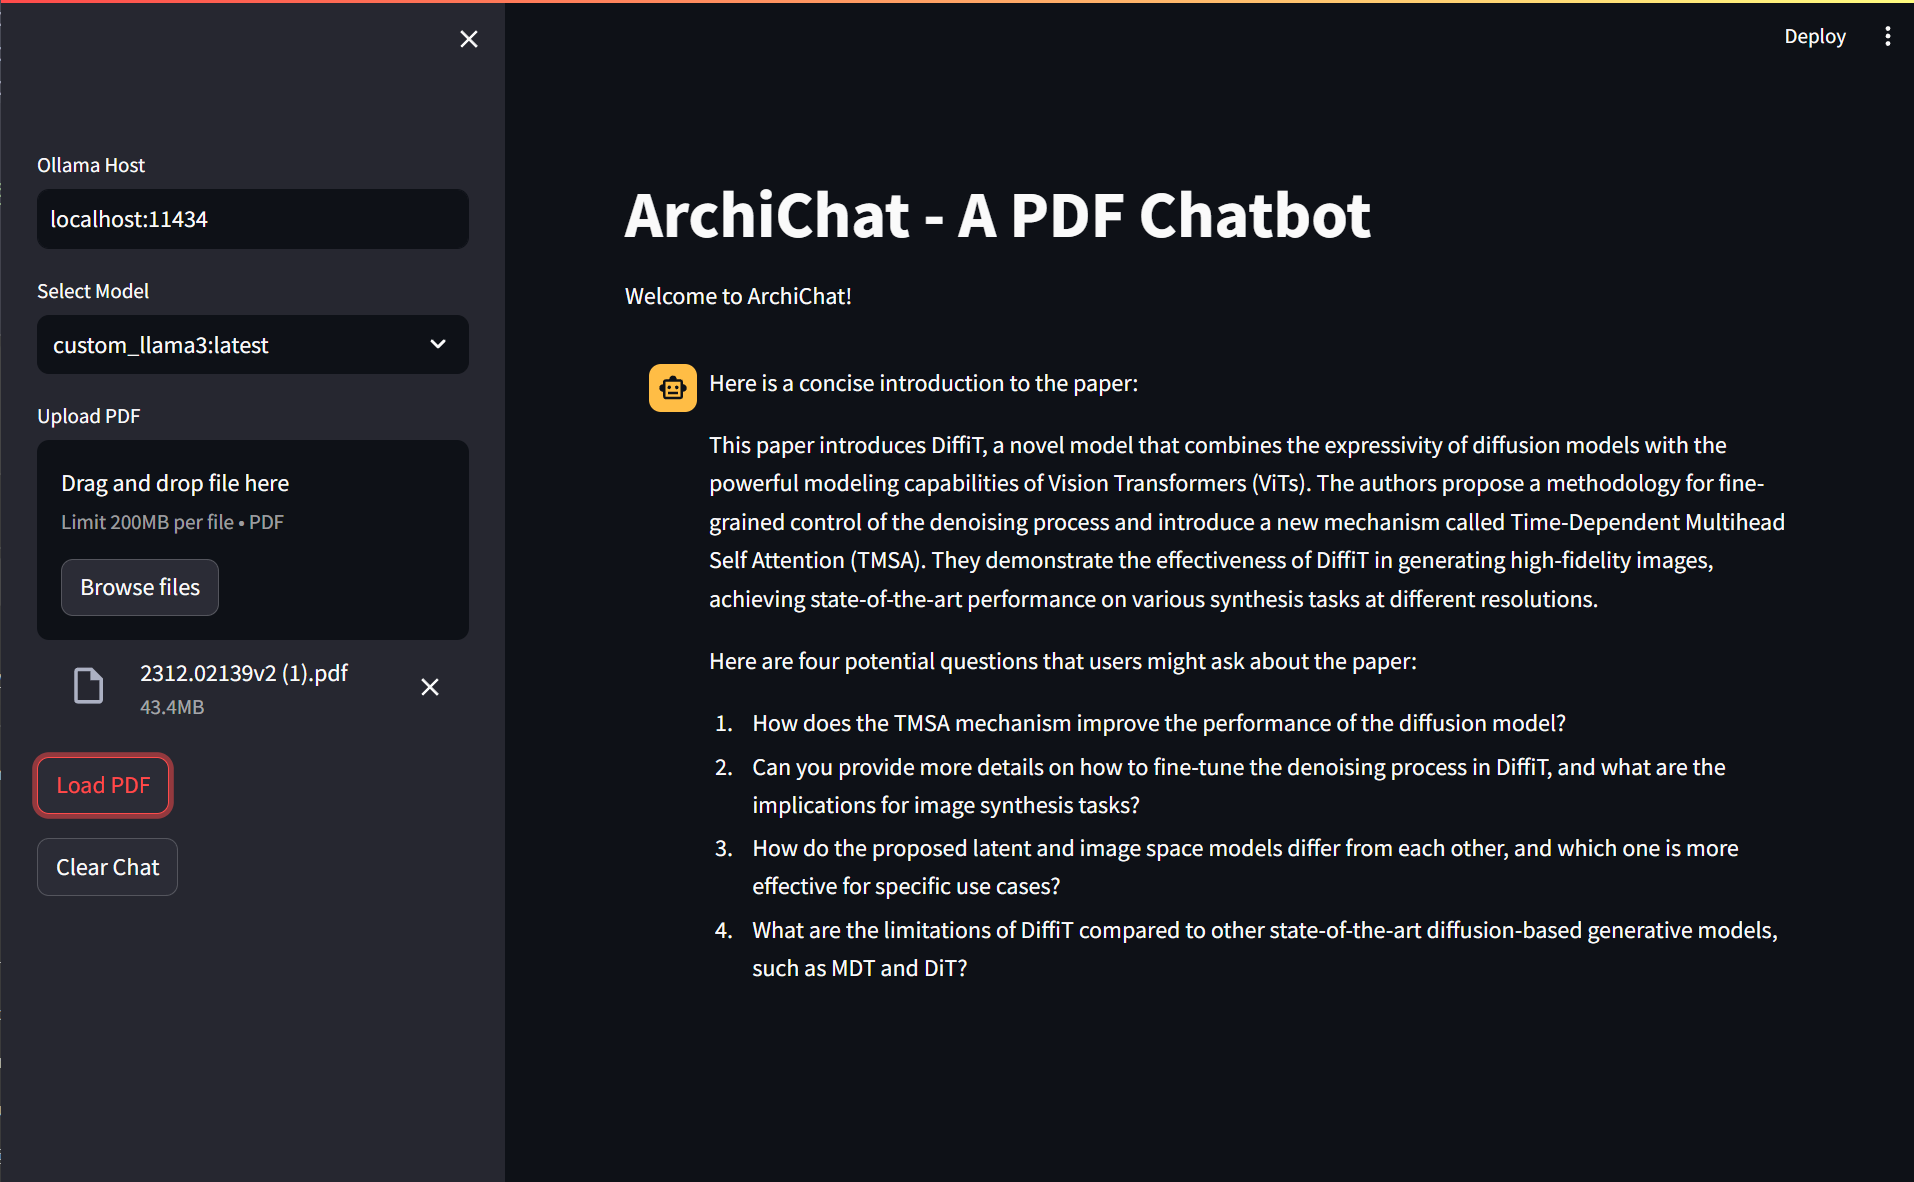 Deploy
Ollama Host
localhost:11434
Select Model
custom_llama3:latest
Upload PDF
Drag and drop file here
Limit 200MB per file • PDF
Browse files
2312.02139v2 (1).pdf
43.4MB
Load PDF
Clear Chat
ArchiChat - A PDF Chatbot
Welcome to ArchiChat!
Here is a concise introduction to the paper:
This paper introduces DiffiT, a novel model that combines the expressivity of diffusion models with the
powerful modeling capabilities of Vision Transformers (ViTs). The authors propose a methodology for fine-
grained control of the denoising process and introduce a new mechanism called Time-Dependent Multihead
Self Attention (TMSA). They demonstrate the effectiveness of DiffiT in generating high-fidelity images,
achieving state-of-the-art performance on various synthesis tasks at different resolutions.
Here are four potential questions that users might ask about the paper:
1. How does the TMSA mechanism improve the performance of the diffusion model?
2. Can you provide more details on how to fine-tune the denoising process in DiffiT, and what are the
implications for image synthesis tasks?
3. How do the proposed latent and image space models differ from each other, and which one is more
effective for specific use cases?
4. What are the limitations of DiffiT compared to other state-of-the-art diffusion-based generative models,
such as MDT and DiT?